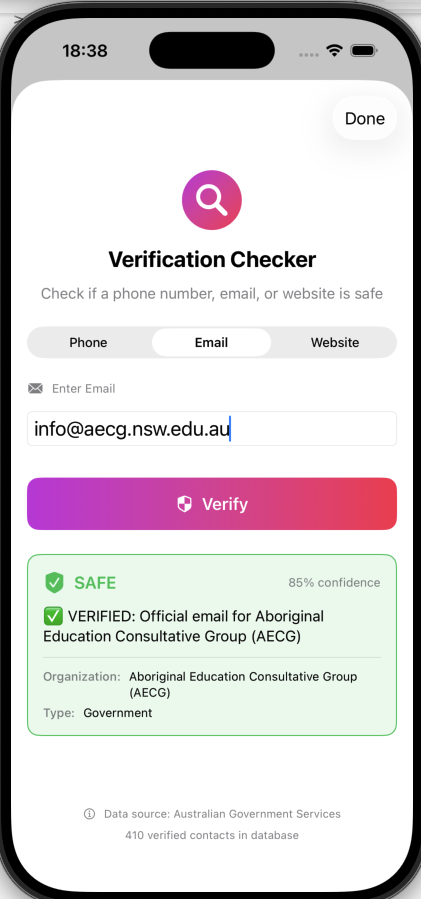 18:38
Done
Verification Checker
Check if a phone number, email, or website is safe
Phone Email Website
Enter Email
info@aecg.nsw.edu.au
Verify
SAFE 85% confidence
✅ VERIFIED: Official email for Aboriginal
Education Consultative Group (AECG)
Organization: Aboriginal Education Consultative Group
(AECG)
Type: Government
Data source: Australian Government Services
410 verified contacts in database